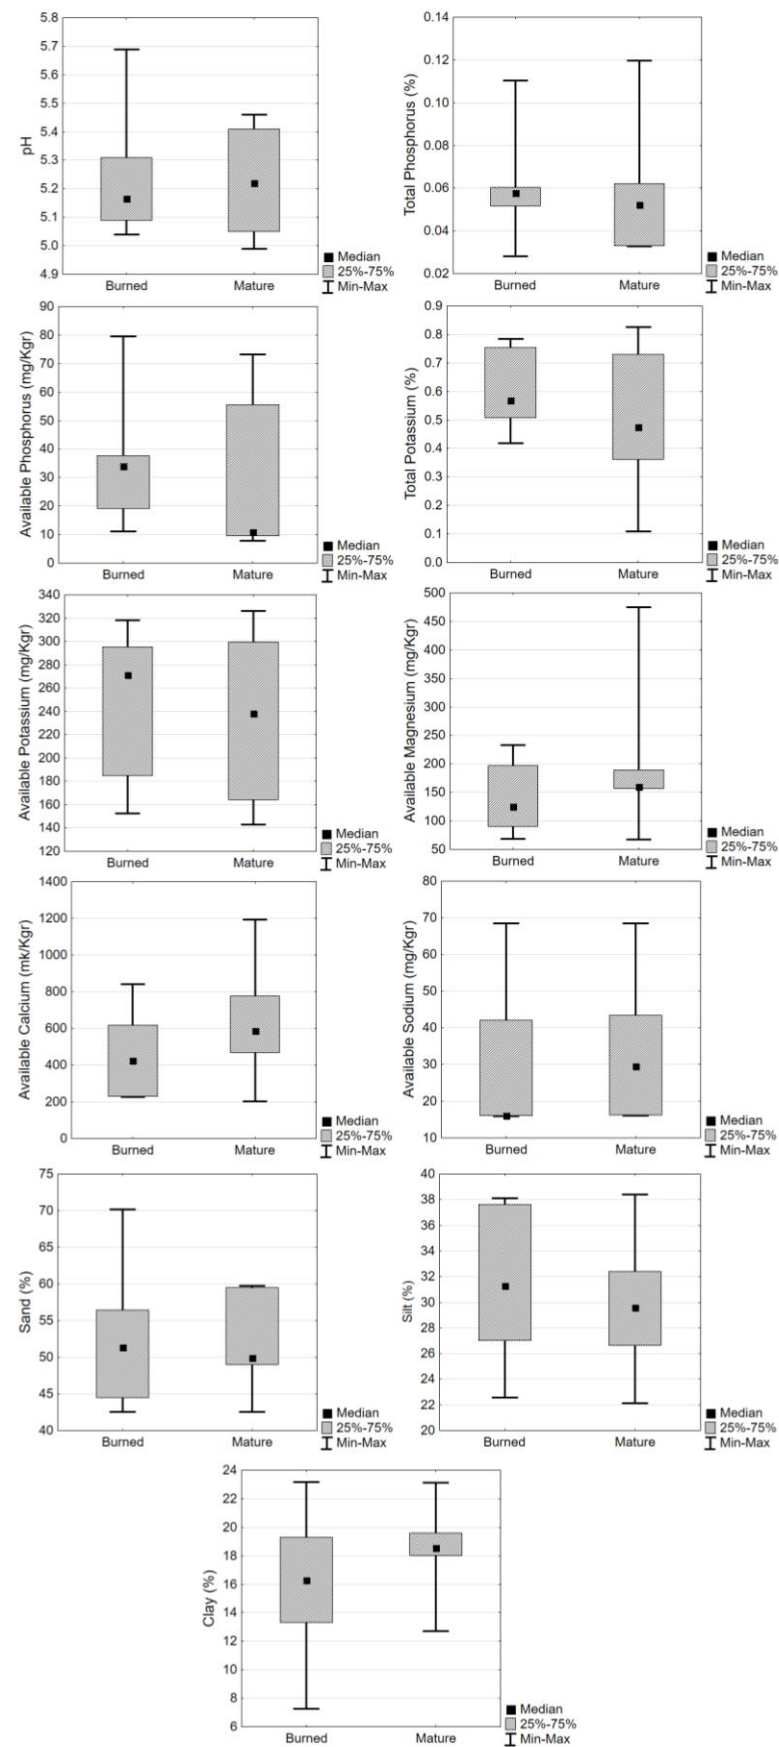 pH
5.8
5.7
5.6
5.5
5.4
5.3
5.2
5.1
5.0
4.9
Burned Mature
Median
25%-75%
Min-Max
Total Phosphorus (%)
0.14
0.12
0.10
0.08
0.06
0.04
0.02
Burned Mature
Median
25%-75%
Min-Max
Available Phosphorus (mg/Kgr)
90
80
70
60
50
40
30
20
10
0
Burned Mature
Median
25%-75%
Min-Max
Total Potassium (%)
0.9
0.8
0.7
0.6
0.5
0.4
0.3
0.2
0.1
0.0
Burned Mature
Median
25%-75%
Min-Max
Available Potassium (mg/Kgr)
340
320
300
280
260
240
220
200
180
160
140
120
Burned Mature
Median
25%-75%
Min-Max
Available Magnesium (mg/Kgr)
500
450
400
350
300
250
200
150
100
50
Burned Mature
Median
25%-75%
Min-Max
Available Calcium (mk/Kgr)
1400
1200
1000
800
600
400
200
0
Burned Mature
Median
25%-75%
Min-Max
Available Sodium (mg/Kgr)
80
70
60
50
40
30
20
10
Burned Mature
Median
25%-75%
Min-Max
Sand (%)
75
70
65
60
55
50
45
40
Burned Mature
Median
25%-75%
Min-Max
Silt (%)
40
38
36
34
32
30
28
26
24
22
20
Burned Mature
Median
25%-75%
Min-Max
Clay (%)
24
22
20
18
16
14
12
10
8
6
Burned Mature
Median
25%-75%
Min-Max